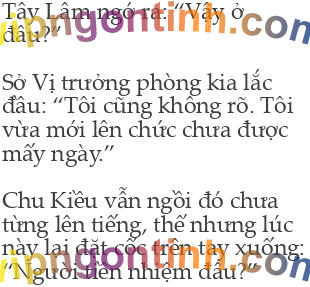 Tây Lâm ngớ ra: “Vậy ở
đâu?”
Sở Vị trưởng phòng kia lắc
đầu: “Tôi cũng không rõ. Tôi
vừa mới lên chức chưa được
mấy ngày.”
Chu Kiều vẫn ngồi đó chưa
từng lên tiếng, thế nhưng lúc
này lại đặt cốc trên tay xuống:
“Người tiền nhiệm đâu?”